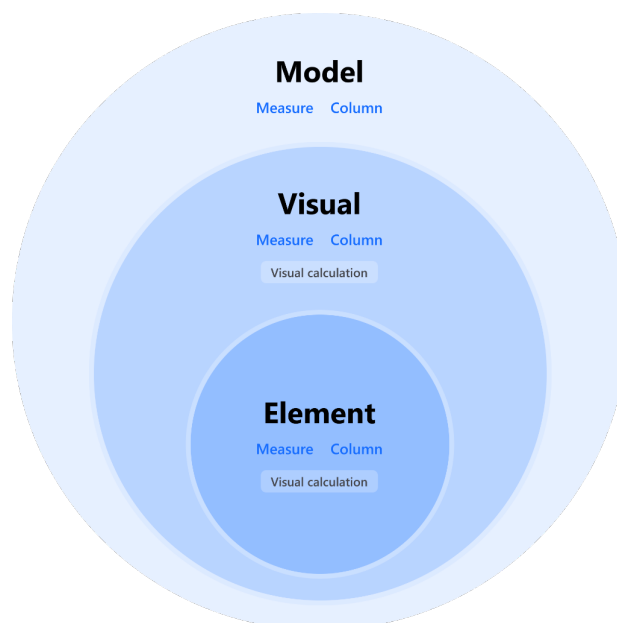 Model
Measure Column
Visual
Measure Column
Visual calculation
Element
Measure Column
Visual calculation